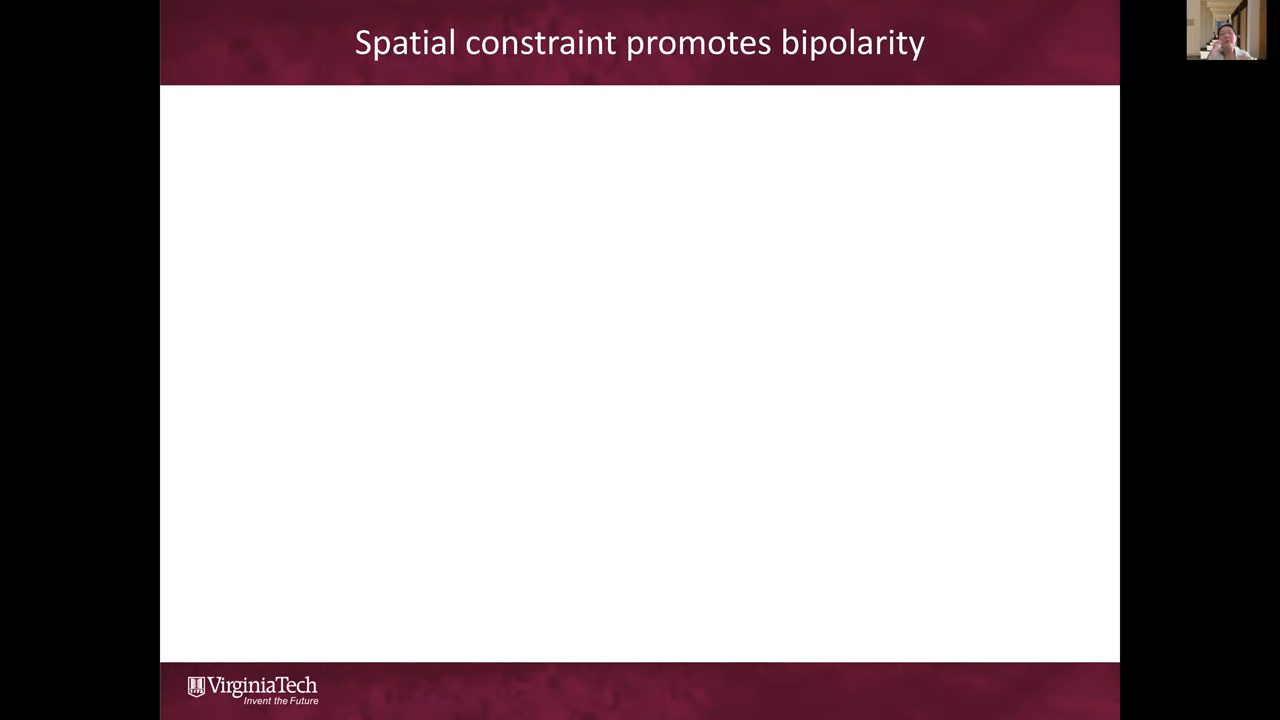 Spatial constraint promotes bipolarity
VirginiaTech
Invent the Future